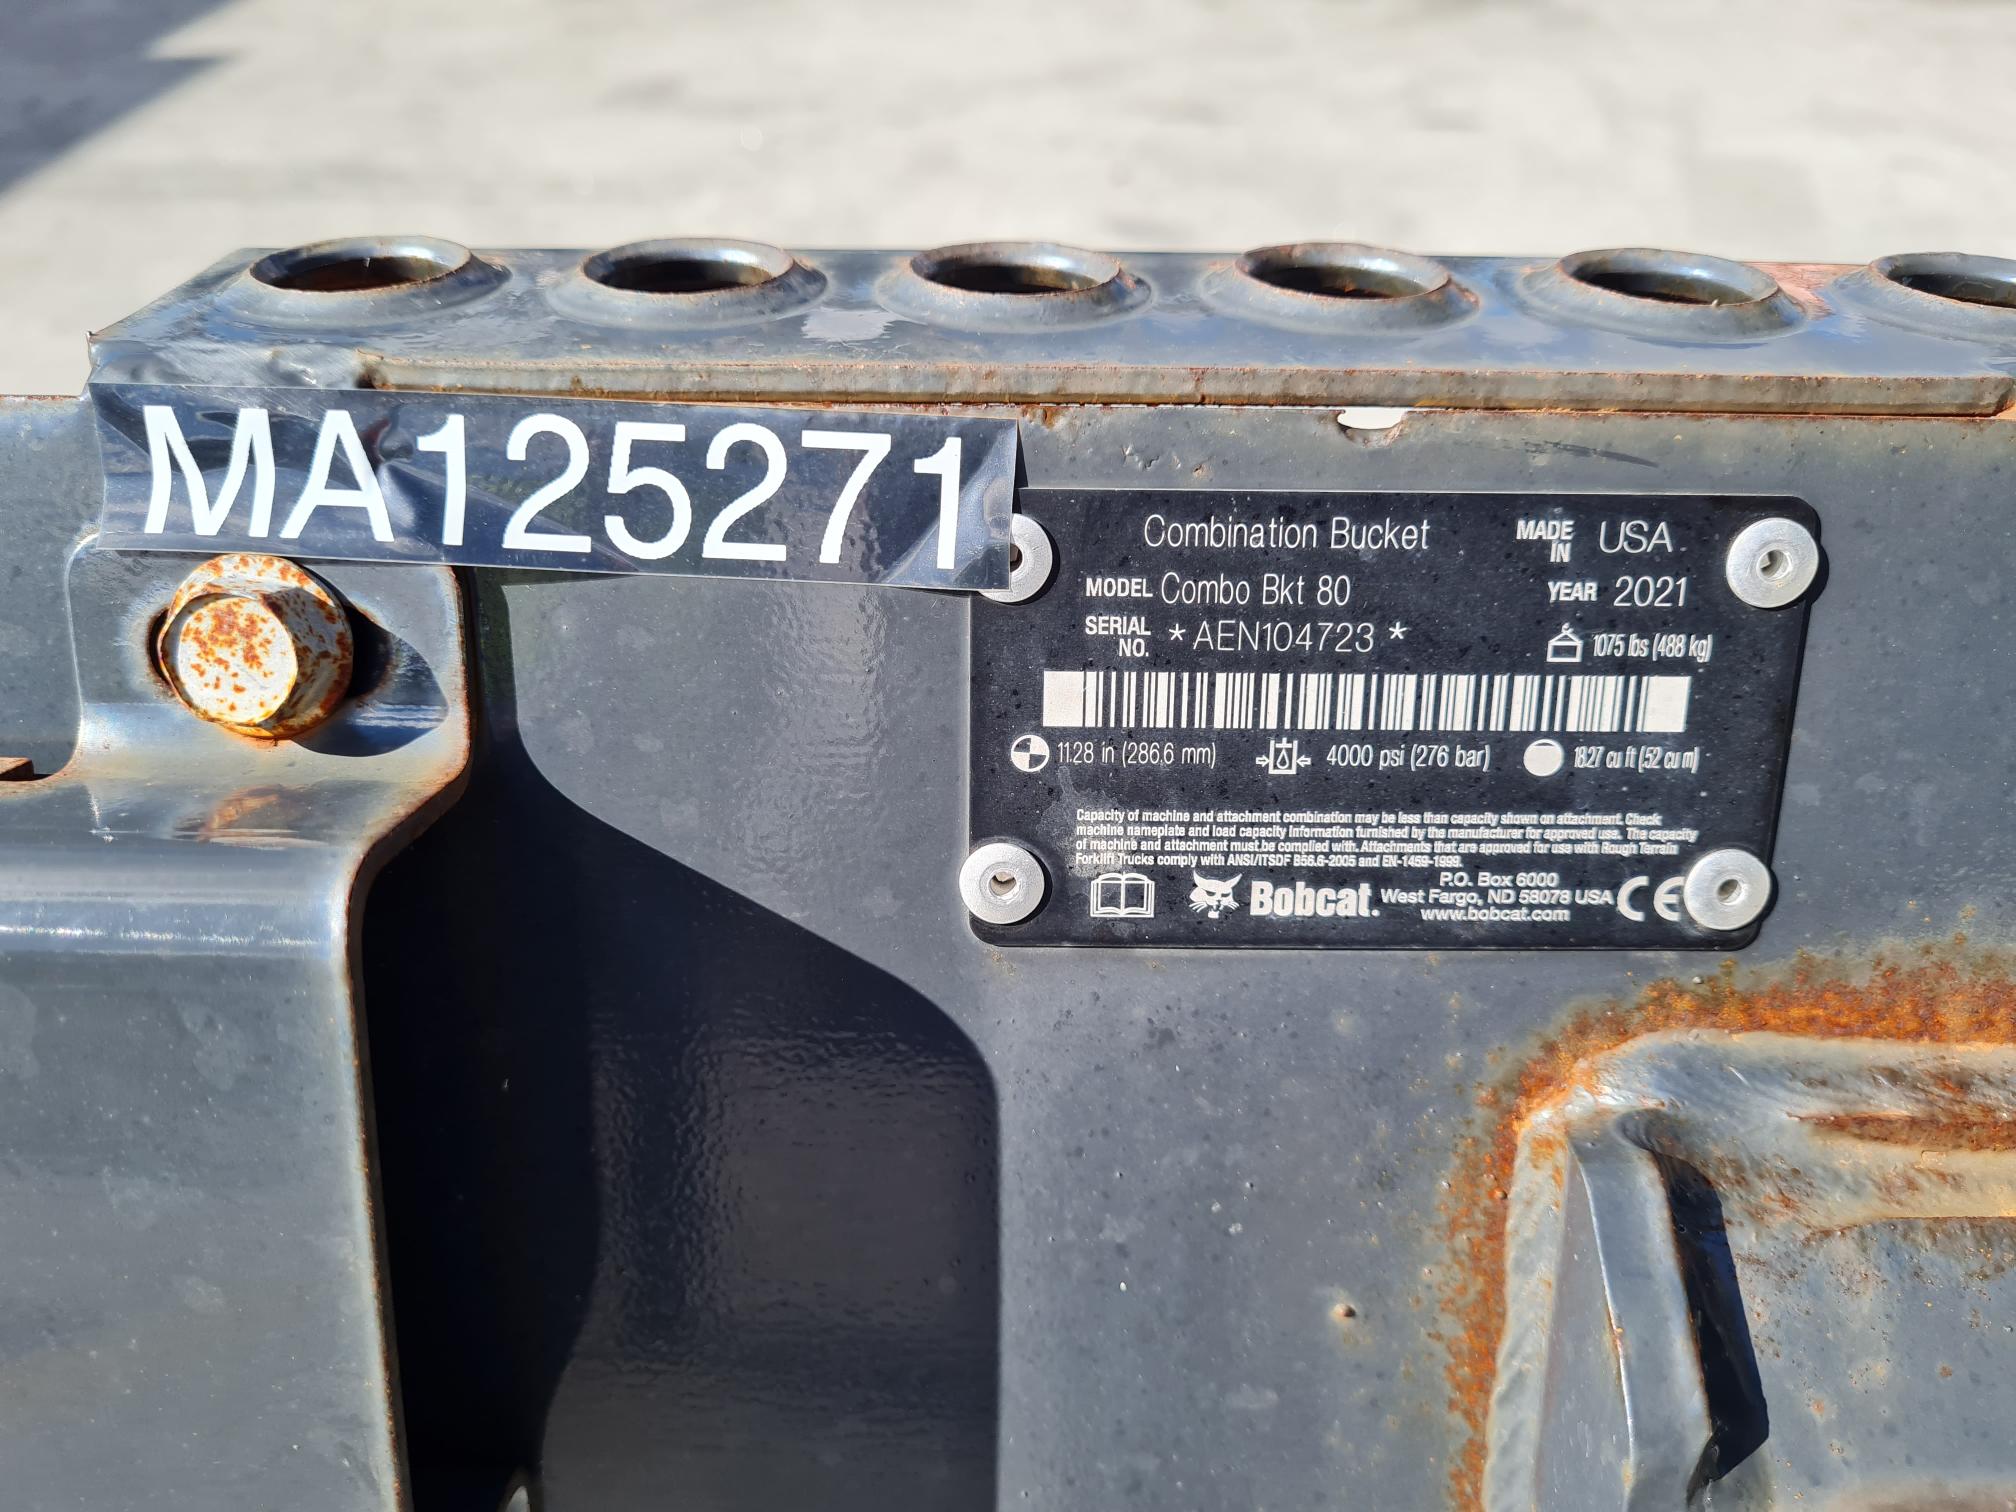 MA125271
Combination Bucket MADE IN USA
MODEL Combo Bkt 80 YEAR 2021
SERIAL NO. *AEN104723* 1075 lbs (488 kg)
11.28 in (286.6 mm) 4000 psi (276 bar) 18.27 cu ft (.52 cu m)
Capacity of machine and attachment combination may be less than capacity shown on attachment. Check
machine nameplate and load capacity information furnished by the manufacturer for approved use. The capacity
of machine and attachment must be complied with. Attachments that are approved for use with Rough Terrain
Forklift Trucks comply with ANSI/ITSDF B56.6-2005 and EN-1459-1999.
Bobcat.
P.O. Box 6000
West Fargo, ND 58078 USA
www.bobcat.com
CE